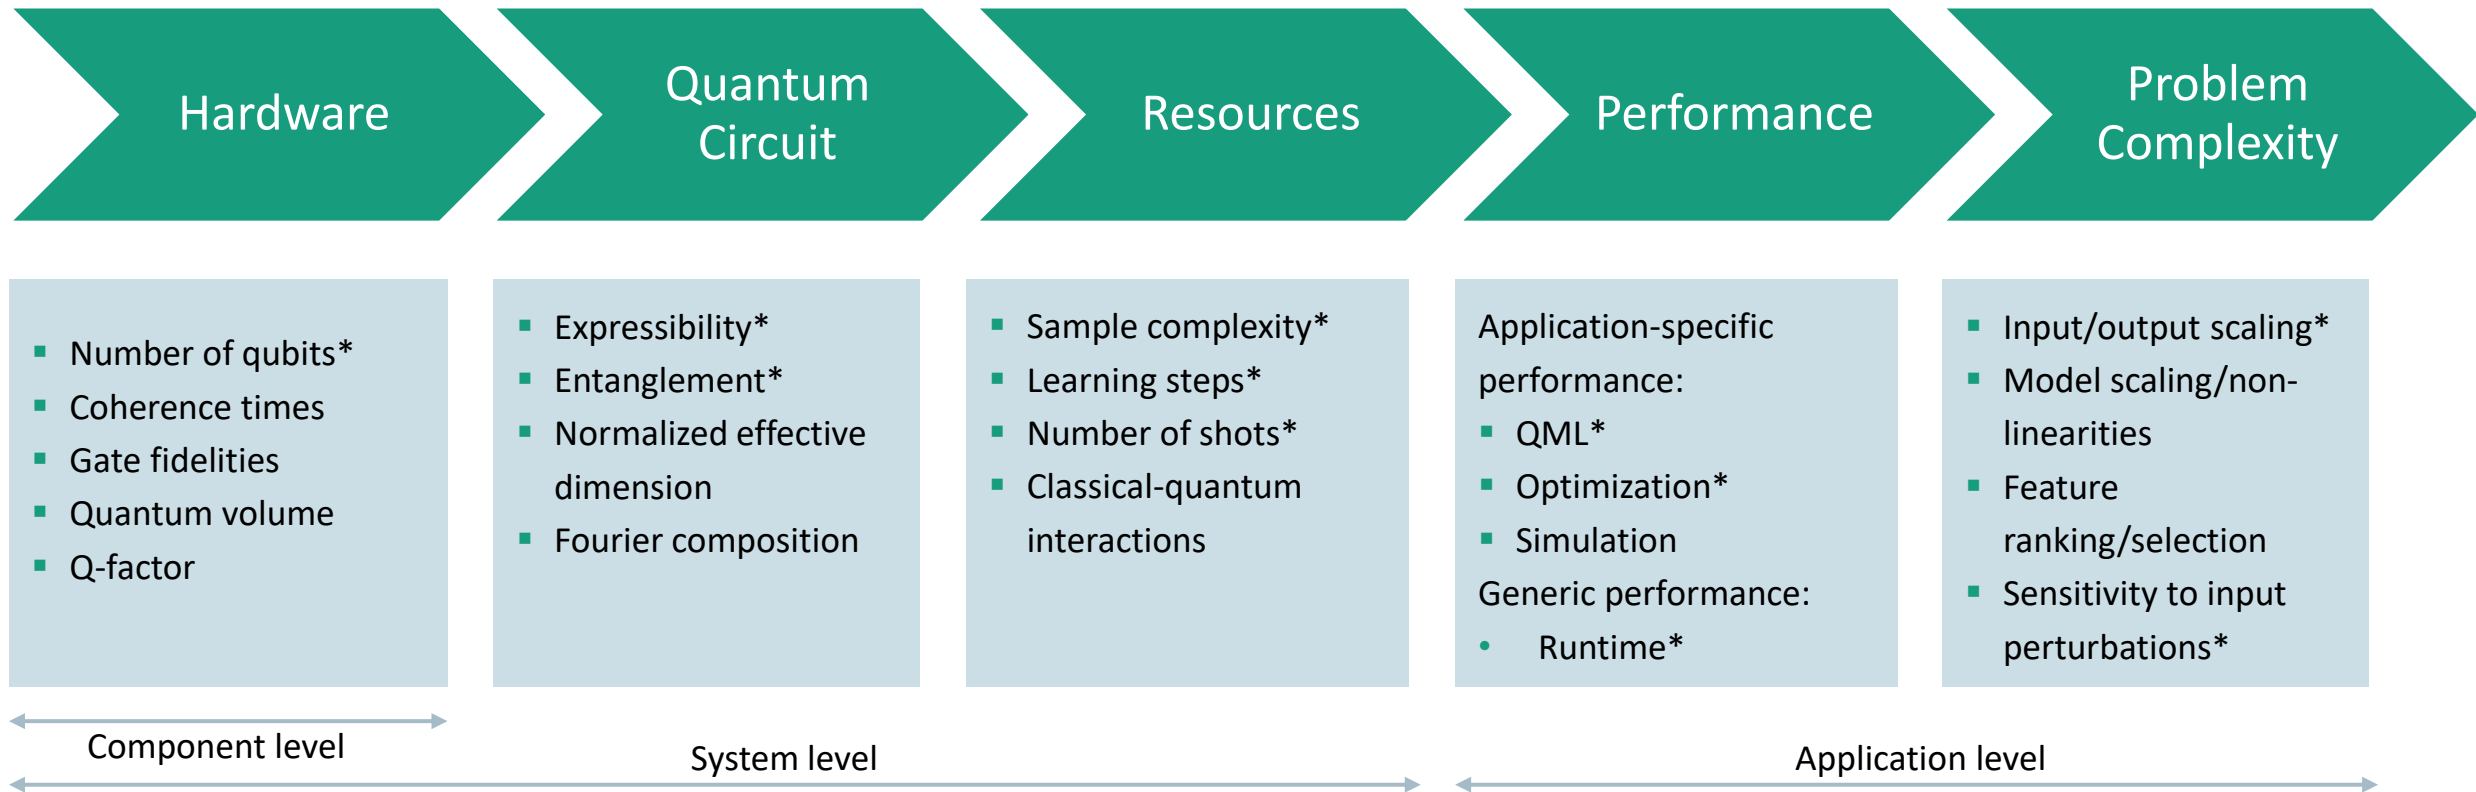 Hardware
Quantum
Circuit
Resources
Performance
Problem
Complexity
▪ Number of qubits*
▪ Coherence times
▪ Gate fidelities
▪ Quantum volume
▪ Q-factor
▪ Expressibility*
▪ Entanglement*
▪ Normalized effective
dimension
▪ Fourier composition
▪ Sample complexity*
▪ Learning steps*
▪ Number of shots*
▪ Classical-quantum
interactions
Application-specific
performance:
▪ QML*
▪ Optimization*
▪ Simulation
Generic performance:
• Runtime*
▪ Input/output scaling*
▪ Model scaling/non-
linearities
▪ Feature
ranking/selection
▪ Sensitivity to input
perturbations*
Component level
System level
Application level